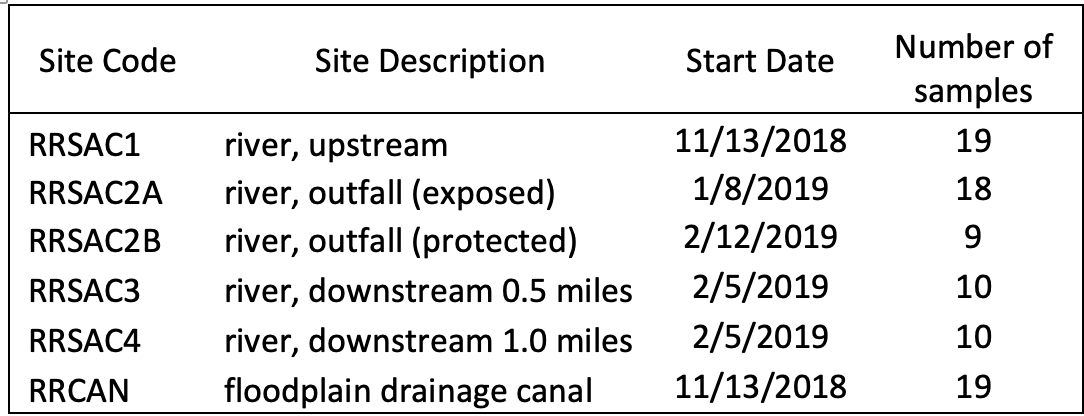 Site Code Site Description Start Date Number of samples
RRSAC1 river, upstream 11/13/2018 19
RRSAC2A river, outfall (exposed) 1/8/2019 18
RRSAC2B river, outfall (protected) 2/12/2019 9
RRSAC3 river, downstream 0.5 miles 2/5/2019 10
RRSAC4 river, downstream 1.0 miles 2/5/2019 10
RRCAN floodplain drainage canal 11/13/2018 19